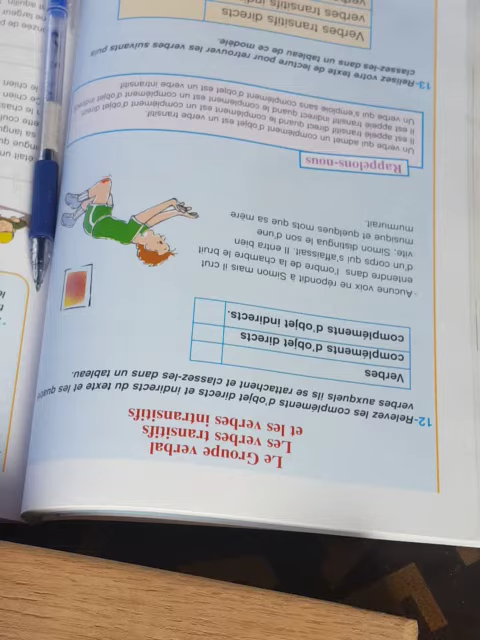 Le Groupe verbal
Les verbes transitifs
et les verbes intransitifs
12-Relevez les compléments d'objet directs et indirects du texte et les
verbes auxquels ils se rattachent et classez-les dans un tableau.
Verbes
compléments d'objet directs
compléments d'objet indirects.
- Aucune voix ne répondit à Simon mais il crut
entendre dans l'ombre de la chambre le bruit
d'un corps qui s'affaissait. Il entra bien
vite. Simon distingua le son d'une
musique et quelques mots que sa mère
murmurait.
Rappelons-nous
Un verbe qui admet un complément d'objet est un verbe transitif.
Il est appelé transitif direct quand le complément est un complément d'objet direct.
Il est appelé transitif indirect quand le complément est un complément d'objet indirect.
Un verbe qui s'emploie sans complément d'objet est un verbe intransitif
13-Relisez votre texte de lecture pour retrouver les verbes suivants puis
classez-les dans un tableau de ce modèle.
Verbes transitifs directs
verbes transitifs